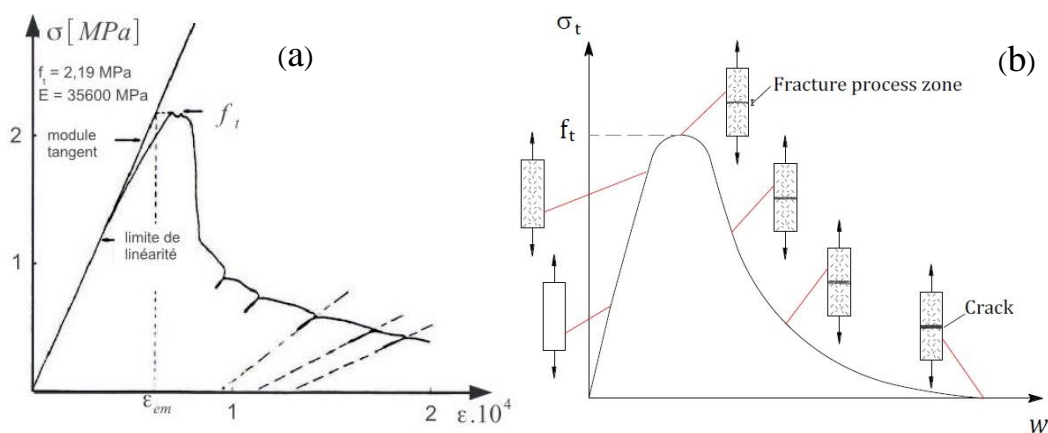 σ [MPa]
(a)
f_t = 2,19 MPa
E = 35600 MPa
f_t
2
module
tangent
limite de
linéarité
1
ε_em
1
2
ε.10^4
σ_t
(b)
Fracture process zone
f_t
Crack
w